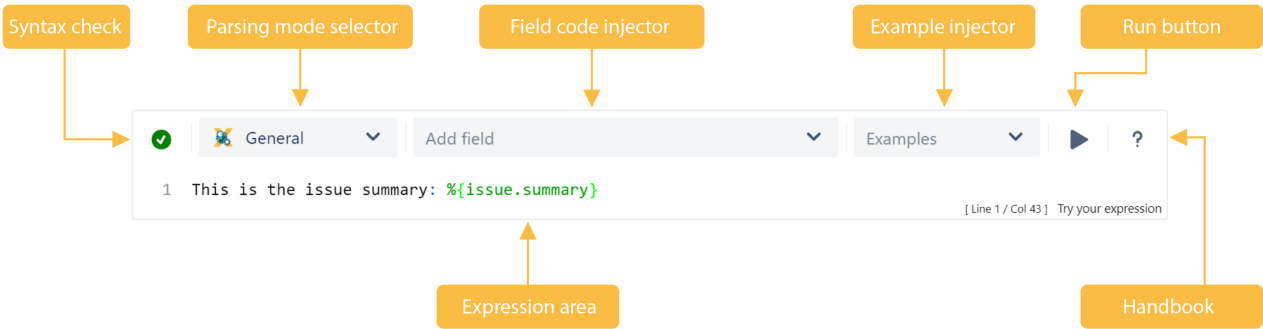 Syntax check
Parsing mode selector
Field code injector
Example injector
Run button
General
Add field
Examples
?
1 This is the issue summary: %{issue.summary}
[ Line 1 / Col 43 ] Try your expression
Expression area
Handbook